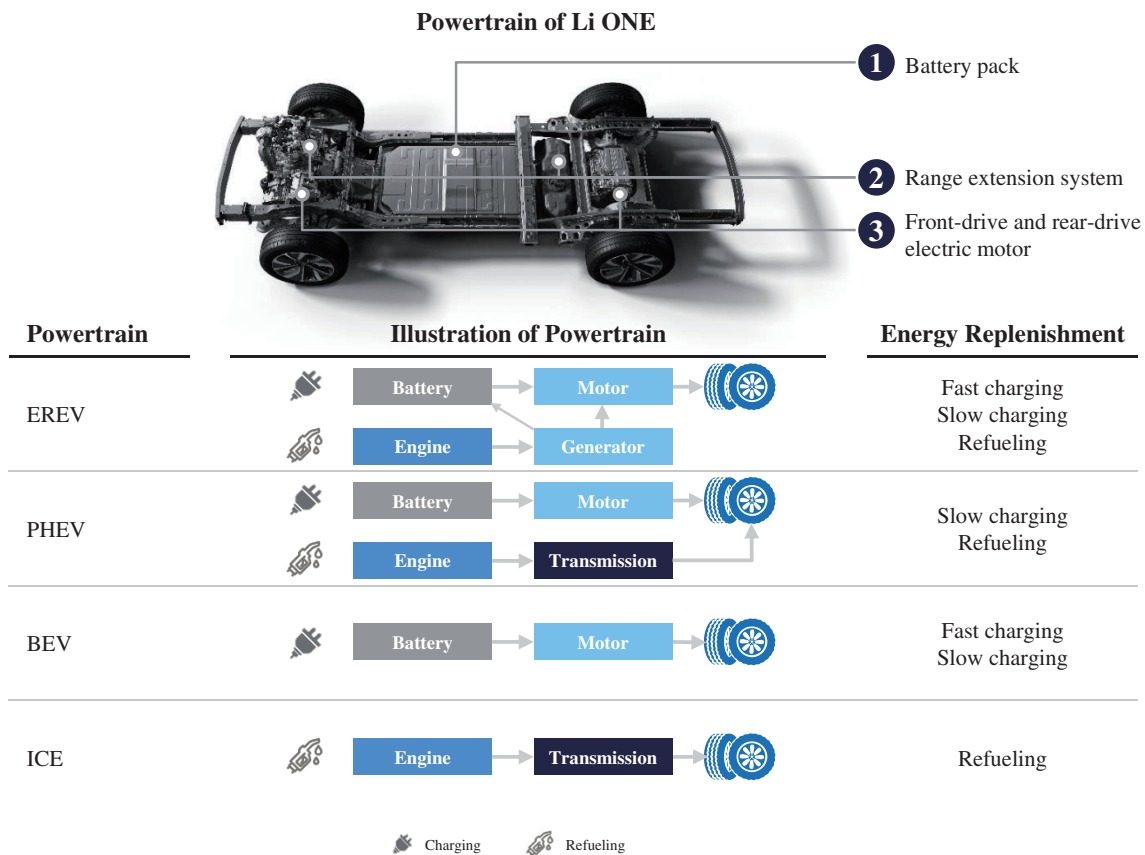 Powertrain of Li ONE
1 Battery pack
2 Range extension system
3 Front-drive and rear-drive
electric motor
Powertrain Illustration of Powertrain Energy Replenishment
EREV
Battery Motor
Engine Generator
Fast charging
Slow charging
Refueling
PHEV
Battery Motor
Engine Transmission
Slow charging
Refueling
BEV
Battery Motor
Fast charging
Slow charging
ICE
Engine Transmission
Refueling
Charging Refueling